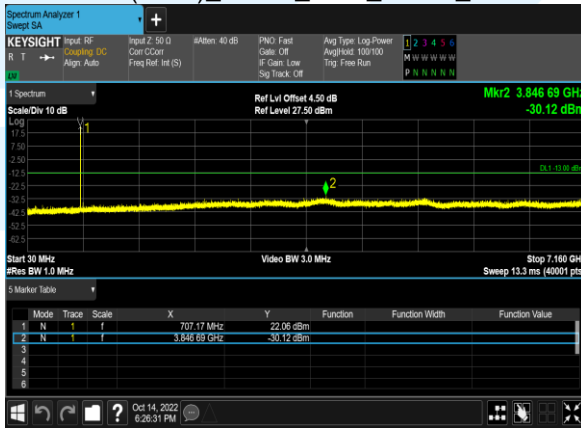 Spectrum Analyzer 1
Swept SA
+
KEYSIGHT Input: RF Input Z: 50 Ω #Atten: 40 dB PNO: Fast Avg Type: Log-Power 1 2 3 4 5 6
R T Coupling: DC Corr CCorr Gate: Off Avg|Hold: 100/100 M W W W W W
Align: Auto Freq Ref: Int (S) IF Gain: Low Trig: Free Run P N N N N N
Sig Track: Off
1 Spectrum Ref Lvl Offset 4.50 dB Mkr2 3.846 69 GHz
Scale/Div 10 dB Ref Level 27.50 dBm -30.12 dBm
Log
17.5 1
7.50
-2.50
-12.5 DL1 -13.00 dBm
-22.5 2
-32.5
-42.5
-52.5
-62.5
Start 30 MHz Video BW 3.0 MHz Stop 7.160 GH
#Res BW 1.0 MHz Sweep 13.3 ms (40001 pts
5 Marker Table
Mode Trace Scale X Y Function Function Width Function Value
1 N 1 f 707.17 MHz 22.06 dBm
2 N 1 f 3.846 69 GHz -30.12 dBm
3
4
5
6
? Oct 14, 2022
6:26:31 PM